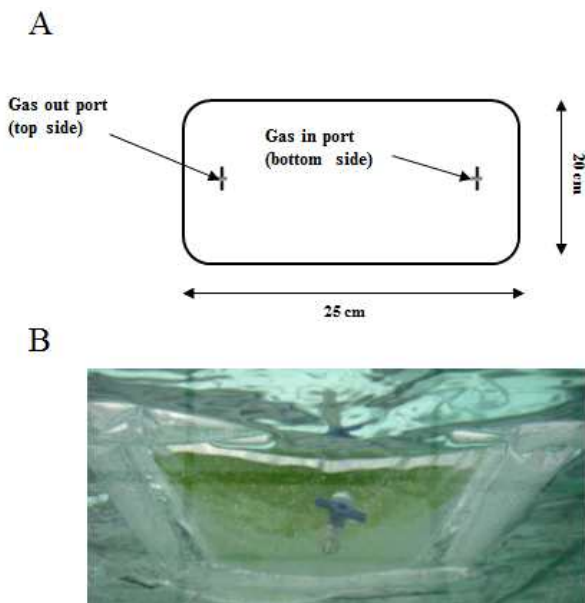 A
Gas out port
(top side)
Gas in port
(bottom side)
20 cm
25 cm
B